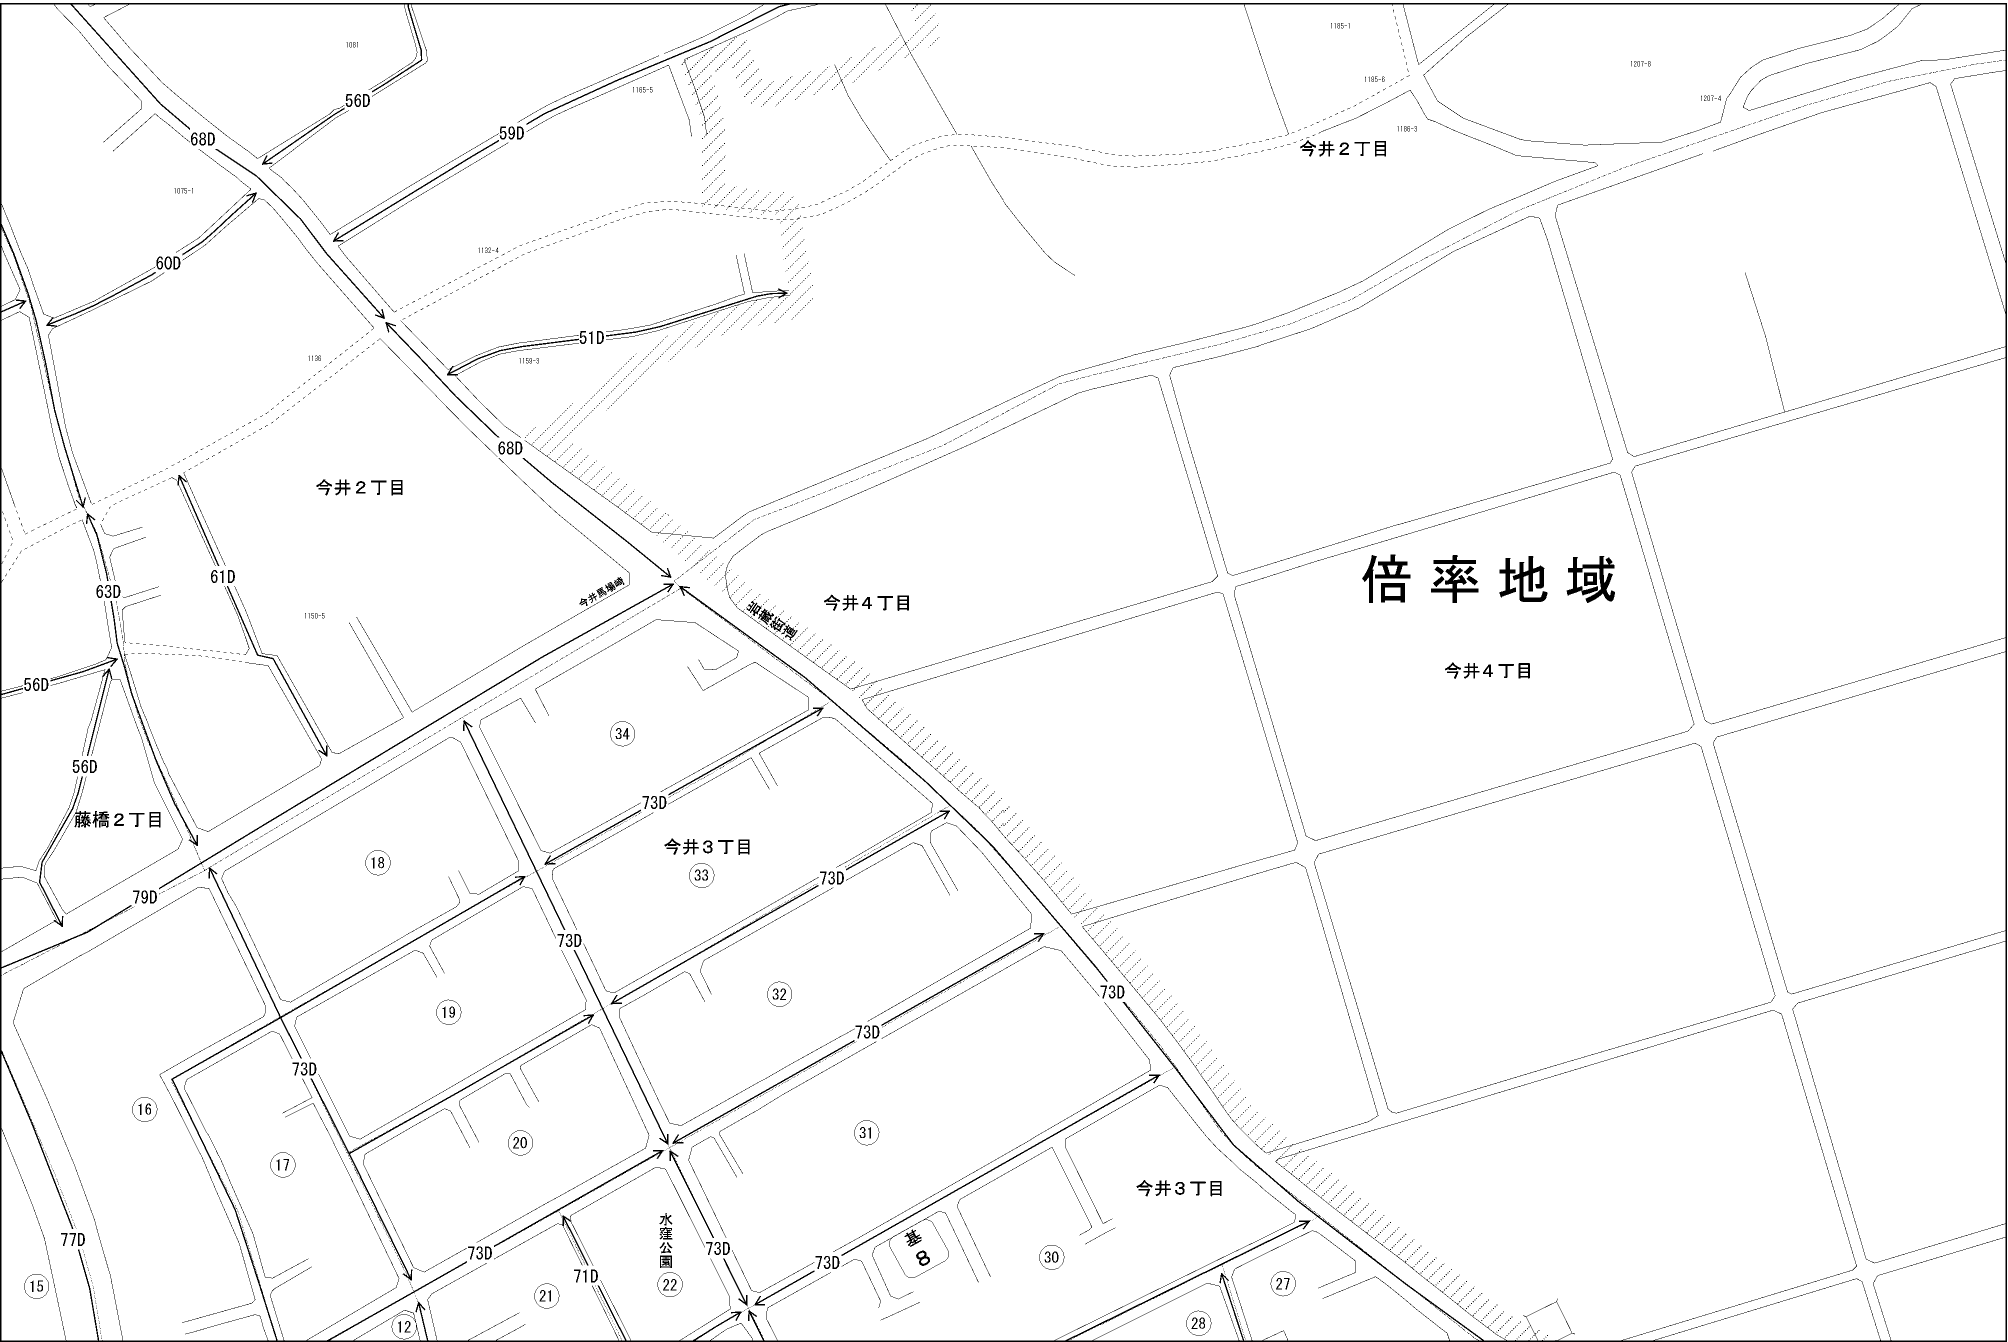 1081
1185-1
1207-8
1185-6
56D
1165-5
1207-4
68D
59D
1186-3
今井2丁目
1075-1
1132-4
60D
51D
1136
1159-3
68D
今井2丁目
倍率地域
61D
63D
今井馬場崎
今井4丁目
1150-5
岩蔵街道
今井4丁目
56D
34
56D
73D
藤橋2丁目
今井3丁目
18
33
73D
79D
73D
32
73D
19
73D
73D
16
31
20
17
今井3丁目
77D
水窪公園
73D
73D
基8
73D
30
71D
15
21
22
27
12
28